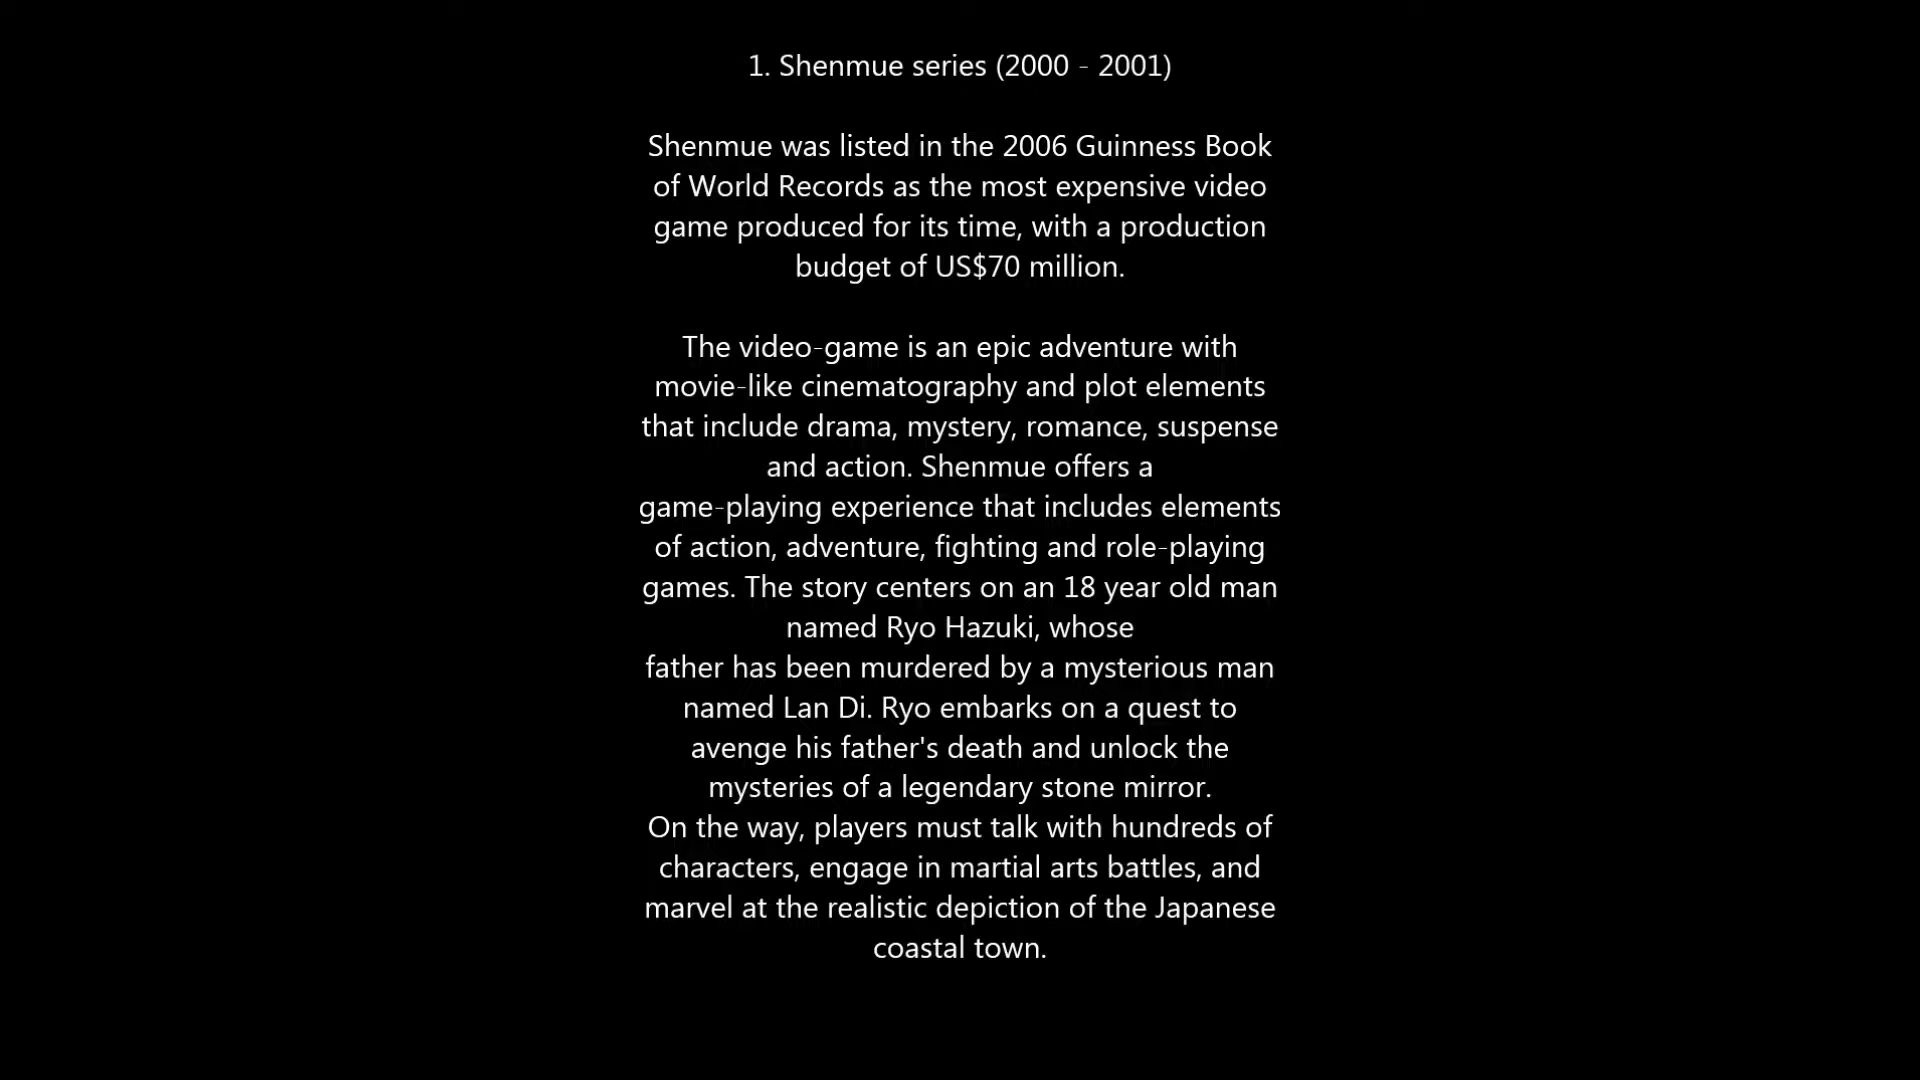 1. Shenmue series (2000 - 2001)
Shenmue was listed in the 2006 Guinness Book
of World Records as the most expensive video
game produced for its time, with a production
budget of US$70 million.
The video-game is an epic adventure with
movie-like cinematography and plot elements
that include drama, mystery, romance, suspense
and action. Shenmue offers a
game-playing experience that includes elements
of action, adventure, fighting and role-playing
games. The story centers on an 18 year old man
named Ryo Hazuki, whose
father has been murdered by a mysterious man
named Lan Di. Ryo embarks on a quest to
avenge his father's death and unlock the
mysteries of a legendary stone mirror.
On the way, players must talk with hundreds of
characters, engage in martial arts battles, and
marvel at the realistic depiction of the Japanese
coastal town.